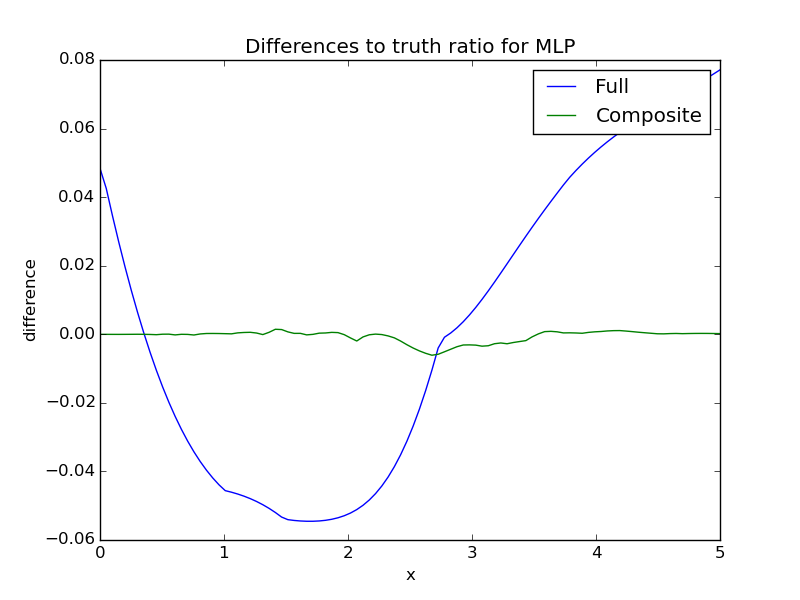 Differences to truth ratio for MLP
0.08
0.06
0.04
0.02
0.00
−0.02
−0.04
−0.06
difference
Full
Composite
0 1 2 3 4 5
x